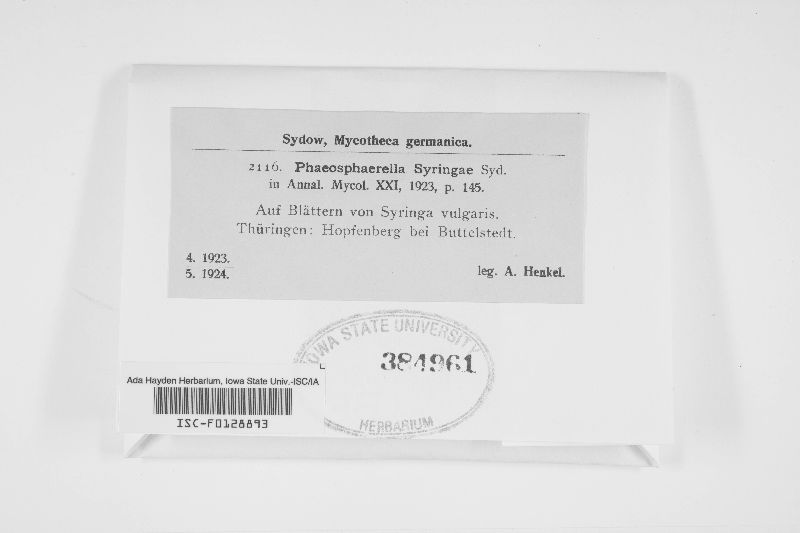 Sydow, Mycotheca germanica.
2116. Phaeosphaerella Syringae Syd.
in Annal. Mycol. XXI, 1923, p. 145.
Auf Blättern von Syringa vulgaris.
Thüringen: Hopfenberg bei Buttelstedt.
4. 1923.
5. 1924.
leg. A. Henkel.
IOWA STATE UNIVERSITY
384961
HERBARIUM
Ada Hayden Herbarium, Iowa State Univ.-ISC/IA
ISC-F0128893